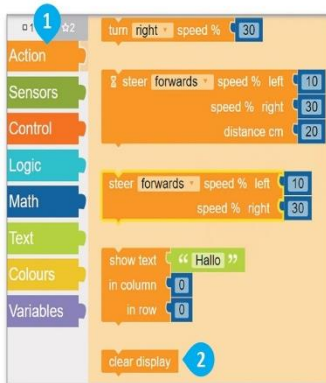 1
2
turn right speed % 30
Action
steer forwards speed % left 10
speed % right 30
distance cm 20
Sensors
Control
Logic
Math
steer forwards speed % left 10
speed % right 30
Text
Colours
Variables
show text “ Hallo ”
in column 0
in row 0
clear display 2